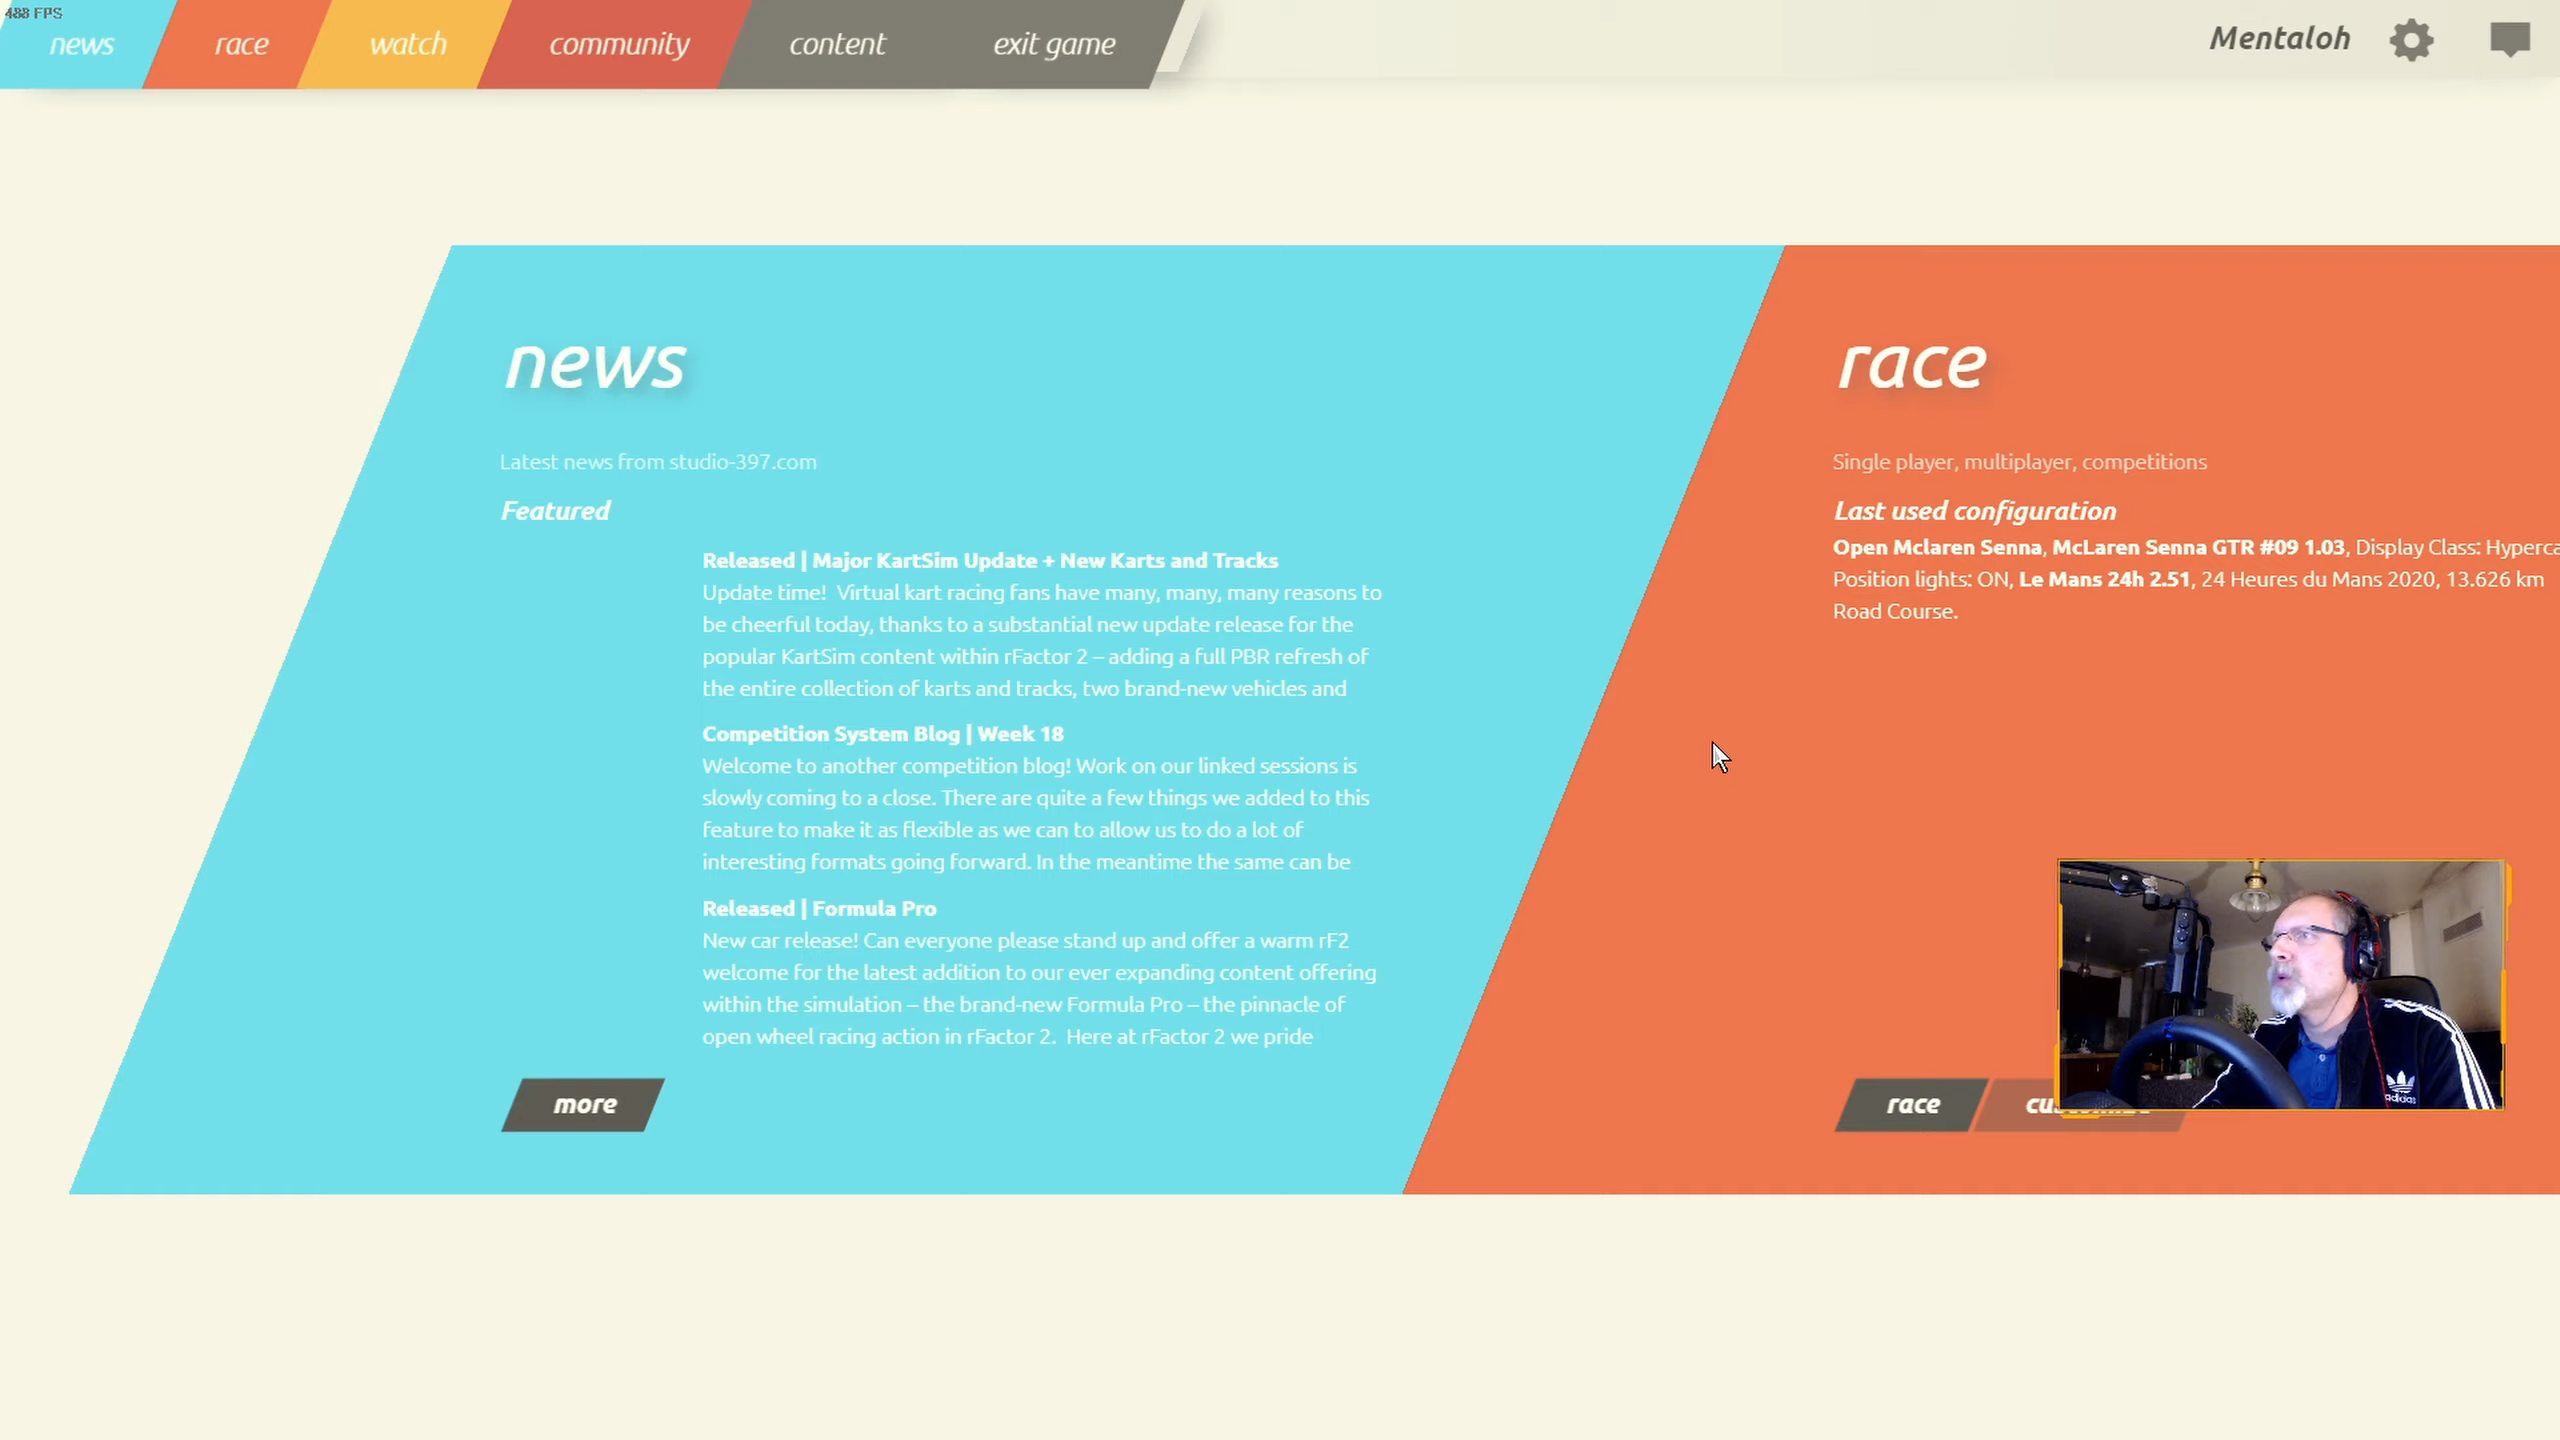 488 FPS
news
race
watch
community
content
exit game
Mentaloh
news
Latest news from studio-397.com
Featured
Released | Major KartSim Update + New Karts and Tracks
Update time!  Virtual kart racing fans have many, many, many reasons to
be cheerful today, thanks to a substantial new update release for the
popular KartSim content within rFactor 2 – adding a full PBR refresh of
the entire collection of karts and tracks, two brand-new vehicles and
Competition System Blog | Week 18
Welcome to another competition blog! Work on our linked sessions is
slowly coming to a close. There are quite a few things we added to this
feature to make it as flexible as we can to allow us to do a lot of
interesting formats going forward. In the meantime the same can be
Released | Formula Pro
New car release! Can everyone please stand up and offer a warm rF2
welcome for the latest addition to our ever expanding content offering
within the simulation – the brand-new Formula Pro – the pinnacle of
open wheel racing action in rFactor 2.  Here at rFactor 2 we pride
more
race
Single player, multiplayer, competitions
Last used configuration
Open Mclaren Senna, McLaren Senna GTR #09 1.03, Display Class: Hyperca
Position lights: ON, Le Mans 24h 2.51, 24 Heures du Mans 2020, 13.626 km
Road Course.
race
adidas